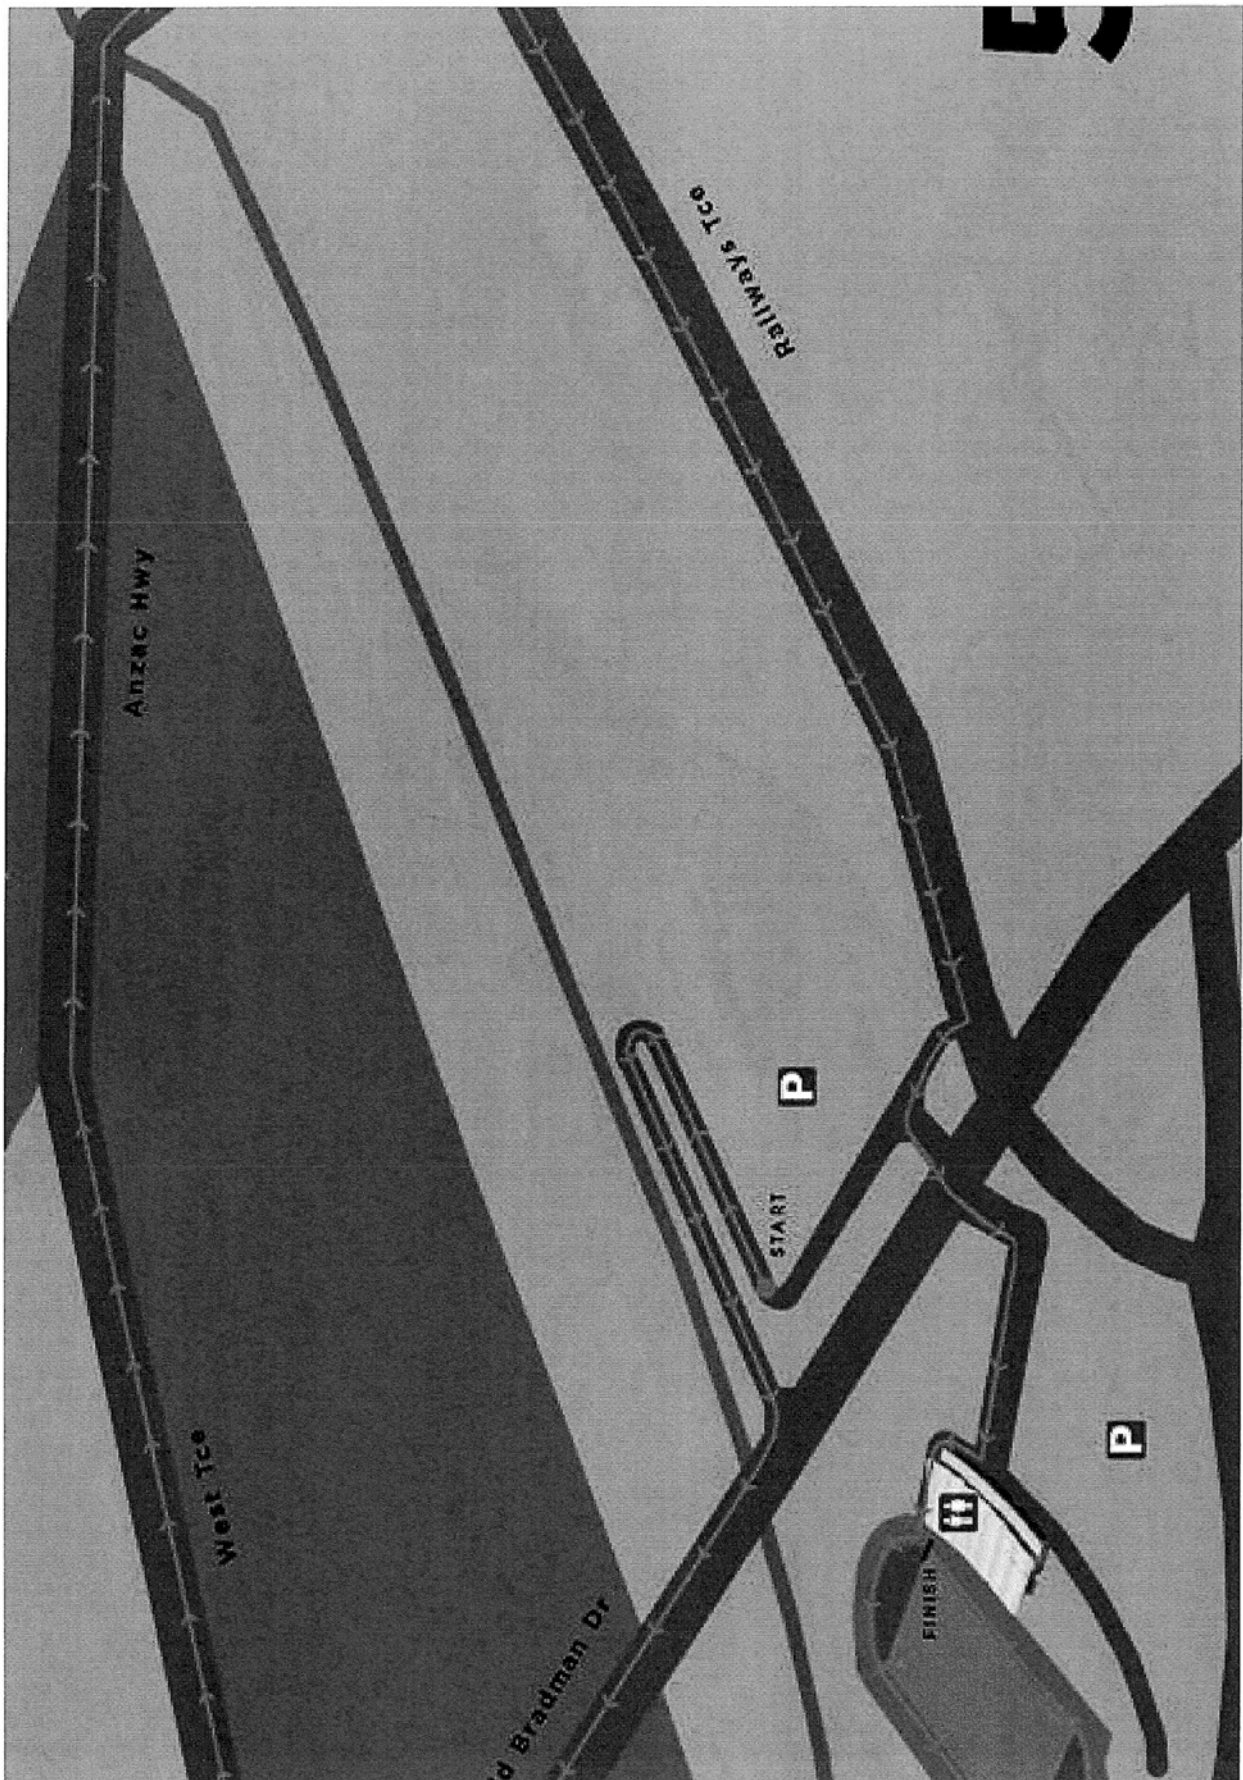 Railways Tce
Anzac Hwy
P
START
West Tce
P
FINISH
d Bradman Dr